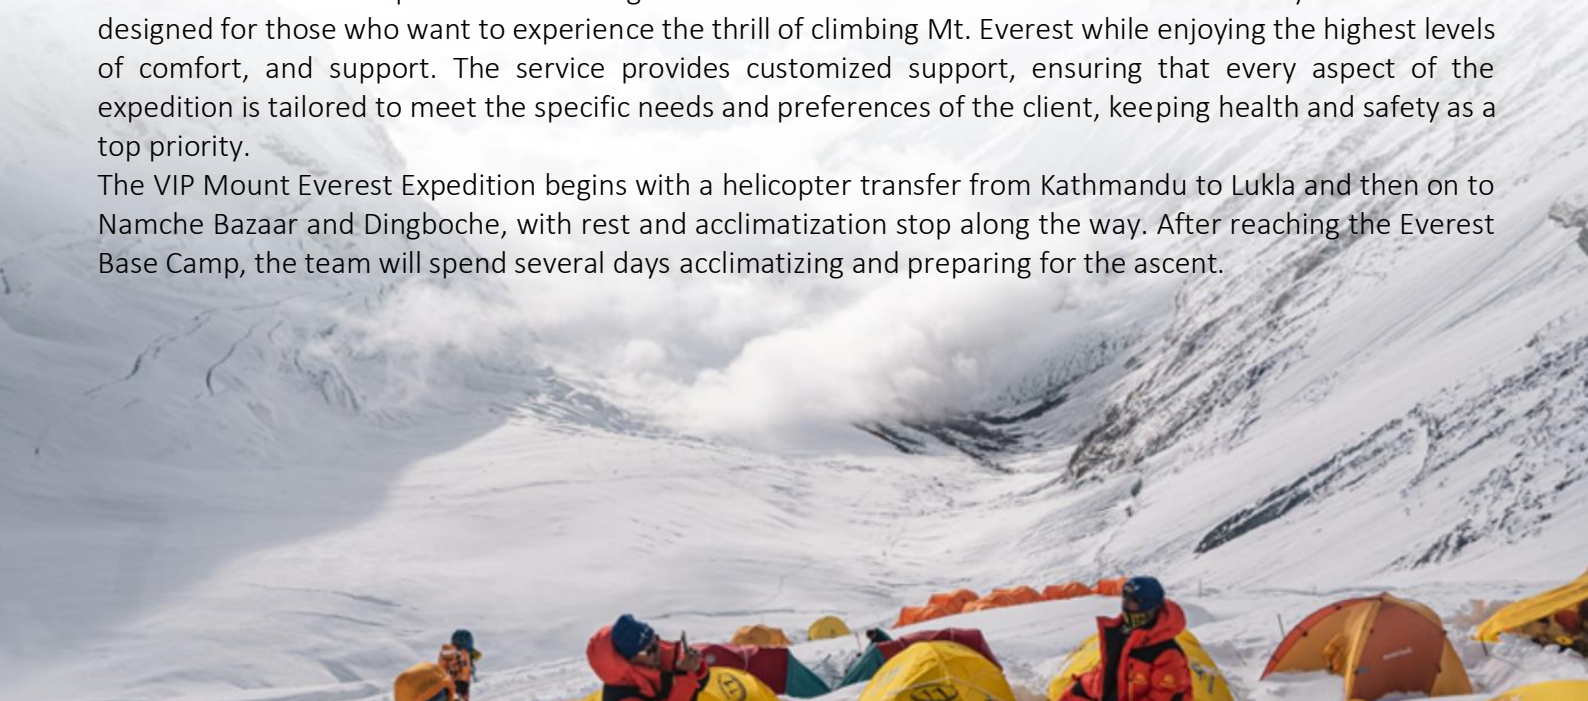 designed for those who want to experience the thrill of climbing Mt. Everest while enjoying the highest levels
of comfort, and support. The service provides customized support, ensuring that every aspect of the
expedition is tailored to meet the specific needs and preferences of the client, keeping health and safety as a
top priority.
The VIP Mount Everest Expedition begins with a helicopter transfer from Kathmandu to Lukla and then on to
Namche Bazaar and Dingboche, with rest and acclimatization stop along the way. After reaching the Everest
Base Camp, the team will spend several days acclimatizing and preparing for the ascent.